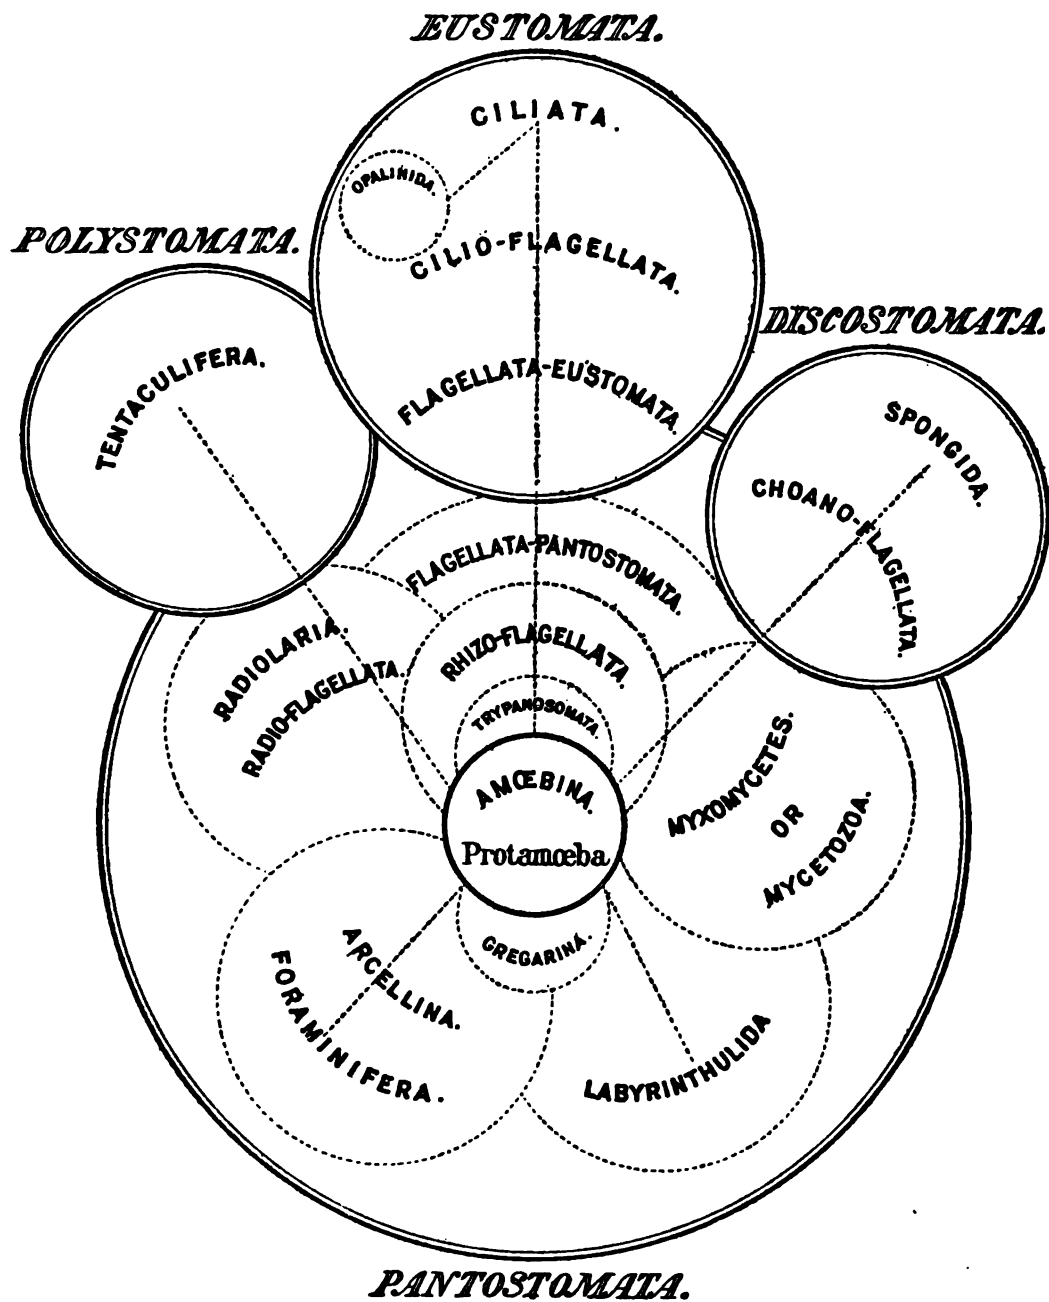 EUSTOMATA.
CILIATA.
OPALINIDA.
POLYSTOMATA.
CILIO-FLAGELLATA.
DISCOSTOMATA.
TENTACULIFERA.
FLAGELLATA-EUSTOMATA.
SPONGIDA.
CHOANO-FLAGELLATA.
FLAGELLATA-PANTOSTOMATA.
RADIOLARIA.
RHIZO-FLAGELLATA.
RADIO-FLAGELLATA.
TRYPANOSOMATA.
AMŒBINA.
Protamœba
MYXOMYCETES.
OR
MYCETOZOA.
GREGARINA.
ARCELLINA.
FORAMINIFERA.
LABYRINTHULIDA
PANTOSTOMATA.